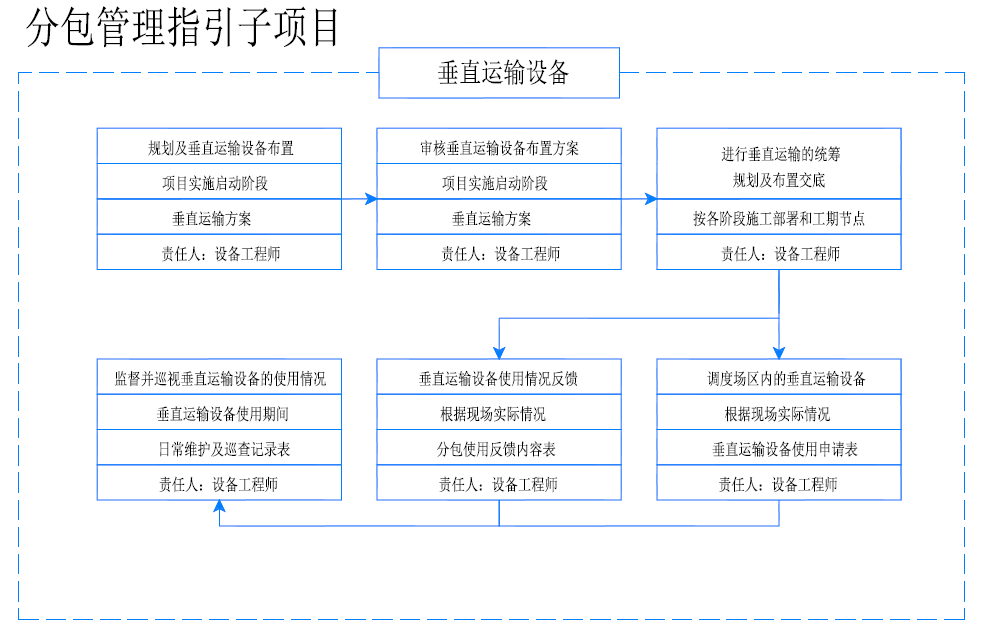 分包管理指引子项目
垂直运输设备
规划及垂直运输设备布置
项目实施启动阶段
垂直运输方案
责任人：设备工程师
审核垂直运输设备布置方案
项目实施启动阶段
垂直运输方案
责任人：设备工程师
进行垂直运输的统筹
规划及布置交底
按各阶段施工部署和工期节点
责任人：设备工程师
监督并巡视垂直运输设备的使用情况
垂直运输设备使用期间
日常维护及巡查记录表
责任人：设备工程师
垂直运输设备使用情况反馈
根据现场实际情况
分包使用反馈内容表
责任人：设备工程师
调度场区内的垂直运输设备
根据现场实际情况
垂直运输设备使用申请表
责任人：设备工程师